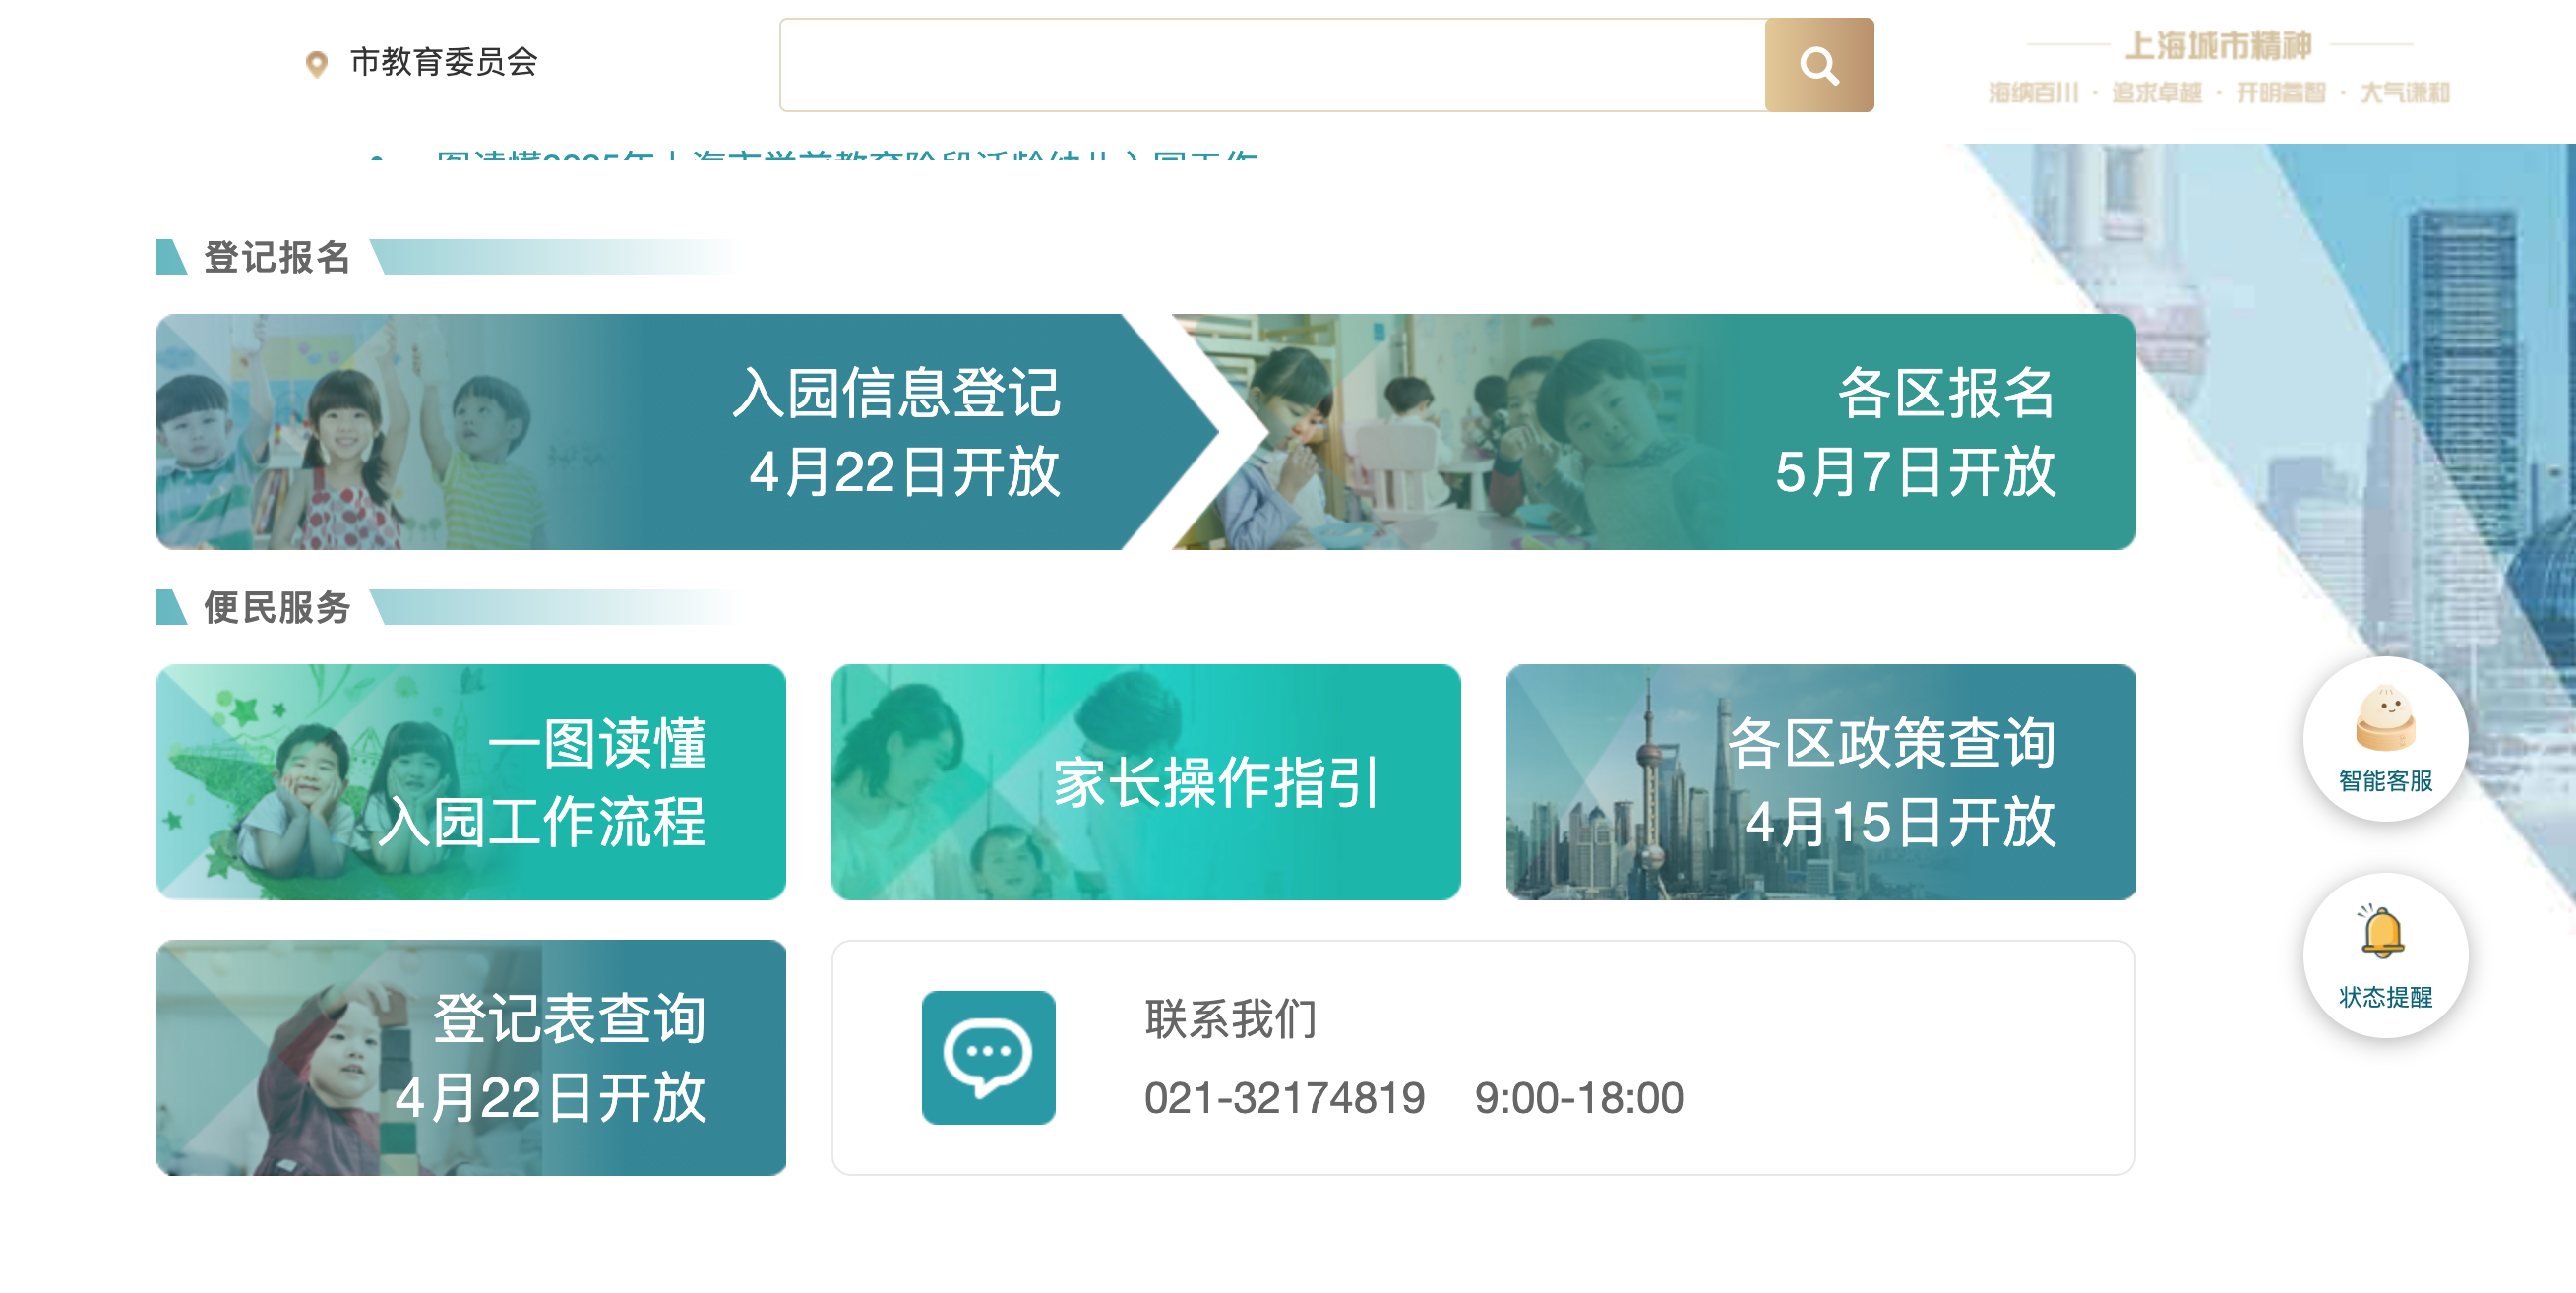 市教育委员会
上海城市精神
海纳百川 · 追求卓越 · 开明睿智 · 大气谦和
登记报名
入园信息登记
4月22日开放
各区报名
5月7日开放
便民服务
一图读懂
入园工作流程
家长操作指引
各区政策查询
4月15日开放
智能客服
登记表查询
4月22日开放
联系我们
021-32174819 9:00-18:00
状态提醒